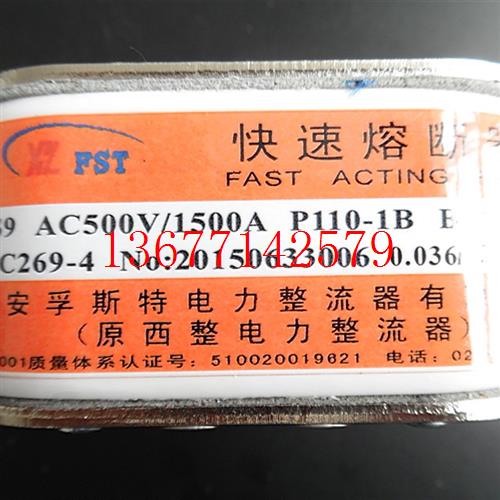 FST 快速熔断
FAST ACTING
AC500V/1500A P110-1B
13677142579
C269-4 No:20150633006 0.036
安孚斯特电力整流器有
(原西整电力整流器)
001质量体系认证号:510020019621 电话:02